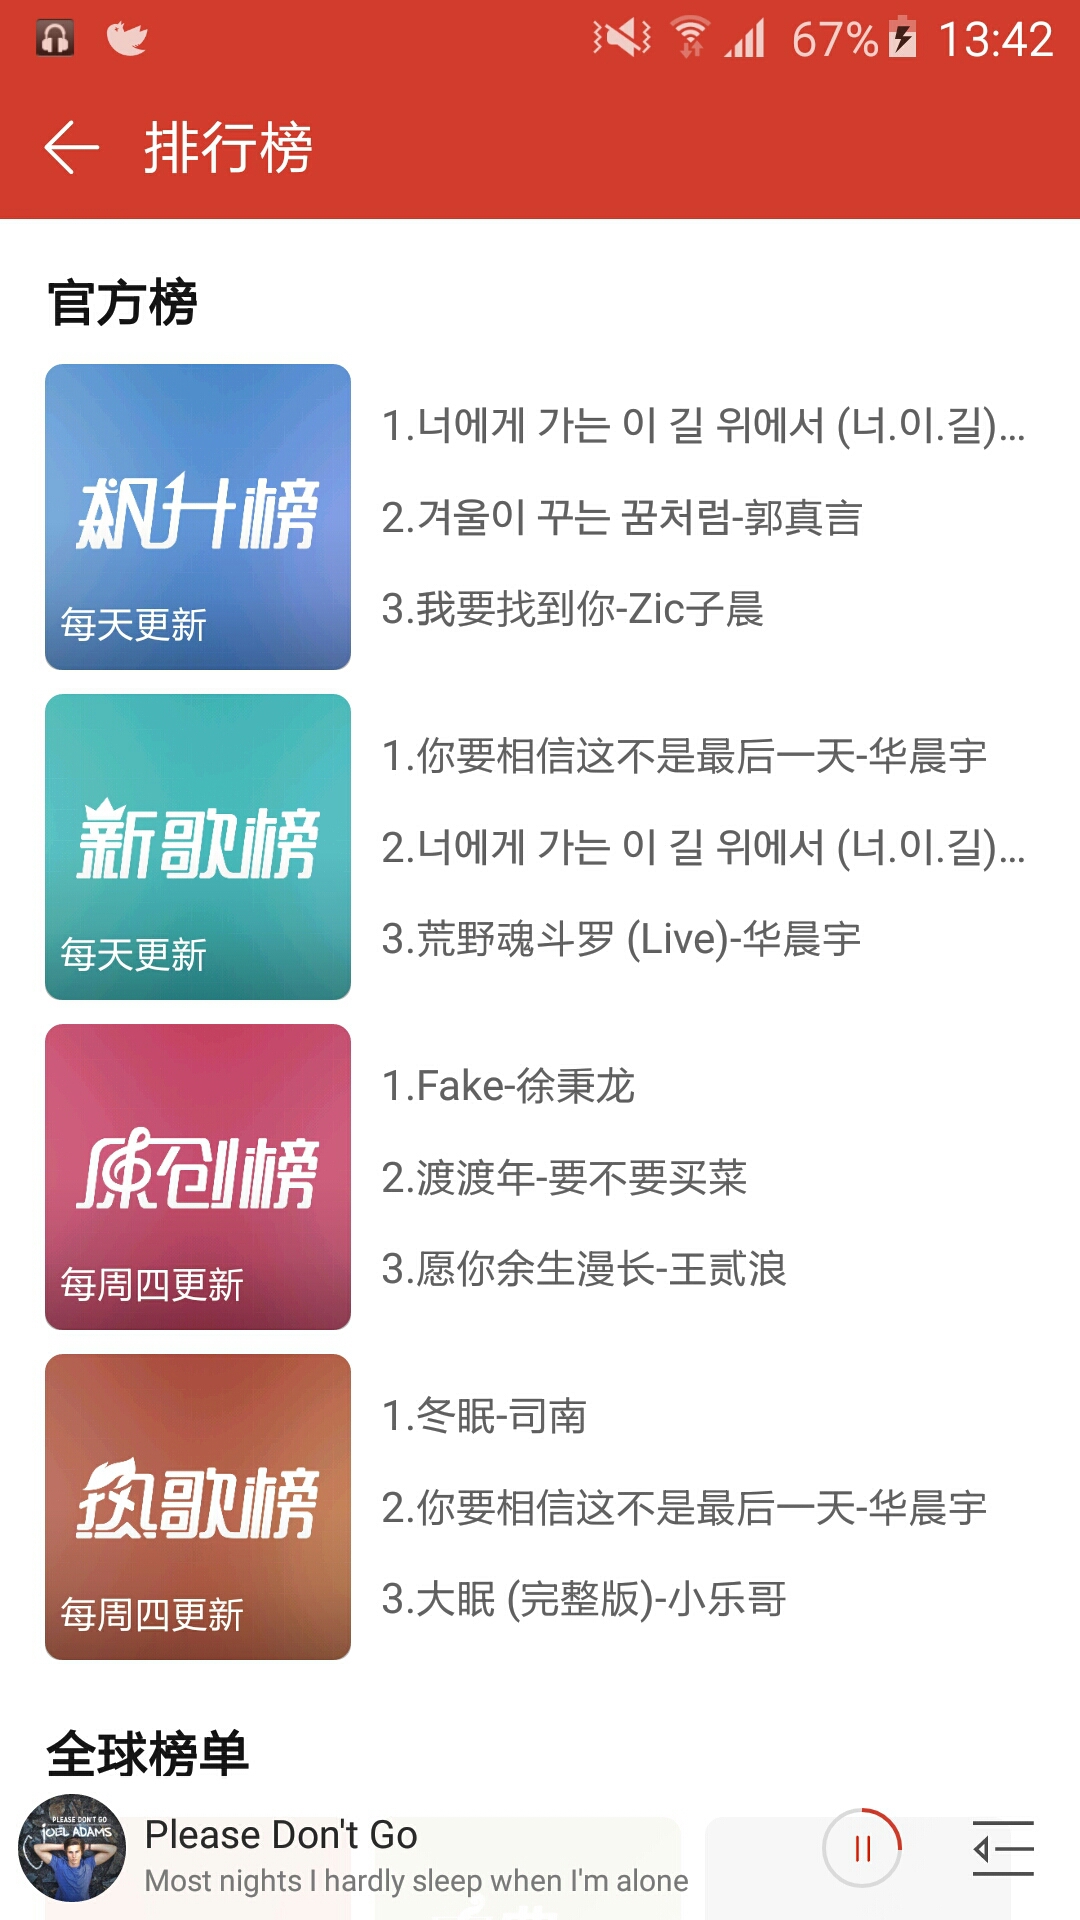 67% 13:42
排行榜
官方榜
飙升榜
每天更新
1.너에게 가는 이 길 위에서 (너.이.길)...
2.겨울이 꾸는 꿈처럼-郭真言
3.我要找到你-Zic子晨
新歌榜
每天更新
1.你要相信这不是最后一天-华晨宇
2.너에게 가는 이 길 위에서 (너.이.길)...
3.荒野魂斗罗 (Live)-华晨宇
原创榜
每周四更新
1.Fake-徐秉龙
2.渡渡年-要不要买菜
3.愿你余生漫长-王贰浪
热歌榜
每周四更新
1.冬眠-司南
2.你要相信这不是最后一天-华晨宇
3.大眠 (完整版)-小乐哥
全球榜单
PLEASE DON'T GO
JOEL ADAMS
Please Don't Go
Most nights I hardly sleep when I'm alone